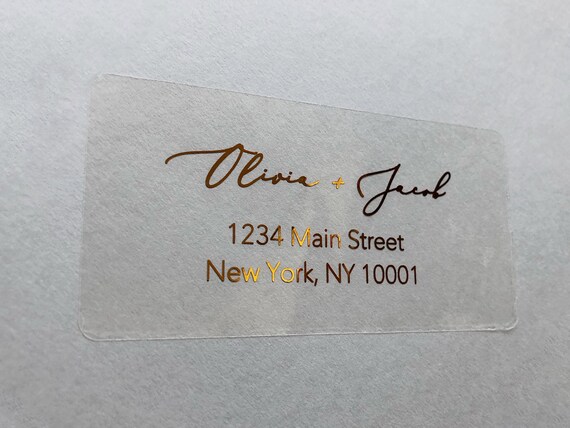 Olivia + Jacob
1234 Main Street
New York, NY 10001